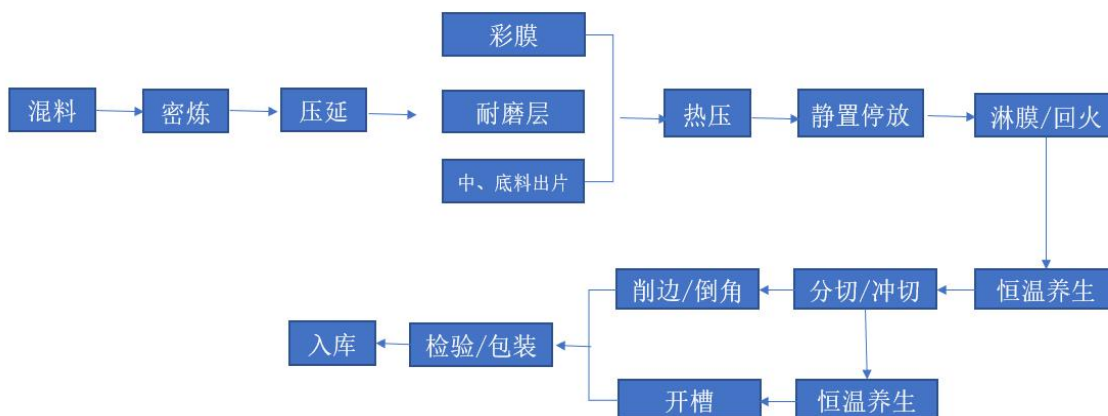 混料
密炼
压延
彩膜
耐磨层
中、底料出片
热压
静置停放
淋膜/回火
恒温养生
分切/冲切
削边/倒角
恒温养生
开槽
检验/包装
入库